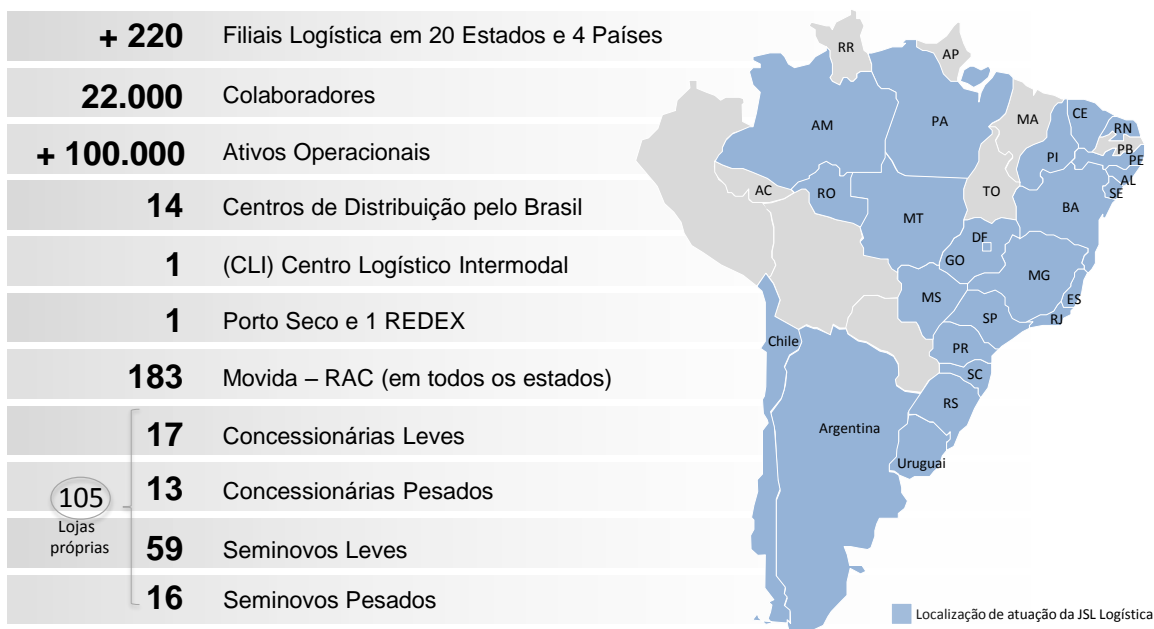 + 220 Filiais Logística em 20 Estados e 4 Países
22.000 Colaboradores
+ 100.000 Ativos Operacionais
14 Centros de Distribuição pelo Brasil
1 (CLI) Centro Logístico Intermodal
1 Porto Seco e 1 REDEX
183 Movida – RAC (em todos os estados)
17 Concessionárias Leves
13 Concessionárias Pesados
59 Seminovos Leves
16 Seminovos Pesados
105
Lojas
próprias
RR
AP
AM
PA
MA
CE
RN
PB
PE
PI
AL
SE
AC
RO
TO
BA
MT
DF
GO
MG
MS
ES
SP
RJ
Chile
PR
SC
RS
Argentina
Uruguai
Localização de atuação da JSL Logística